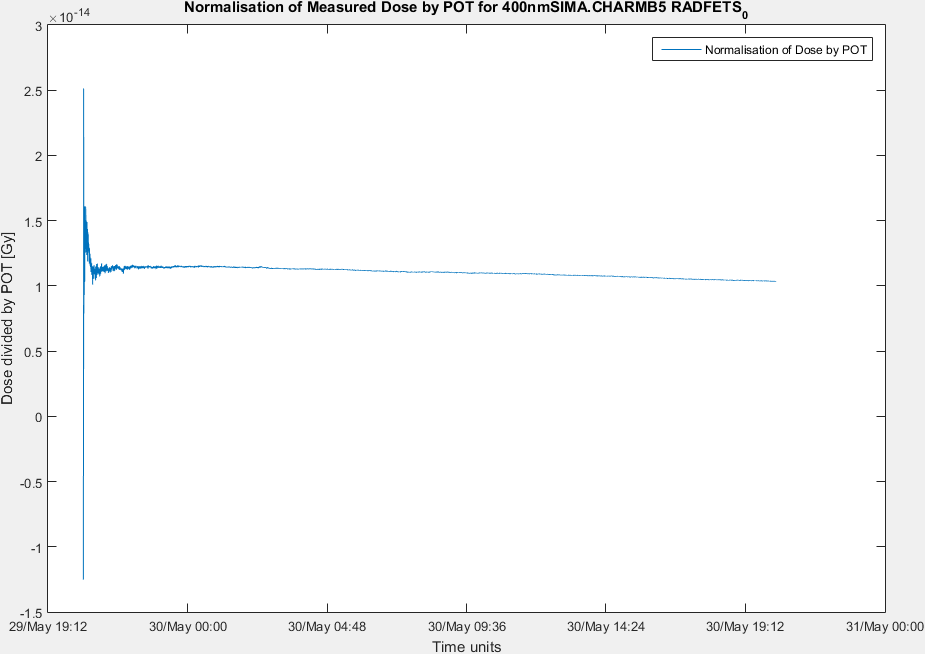 Normalisation of Measured Dose by POT for 400nmSIMA.CHARMB5 RADFETS0
× 10-14
Normalisation of Dose by POT
3
2.5
2
1.5
1
0.5
0
-0.5
-1
-1.5
Dose divided by POT [Gy]
29/May 19:12
30/May 00:00
30/May 04:48
30/May 09:36
30/May 14:24
30/May 19:12
31/May 00:00
Time units